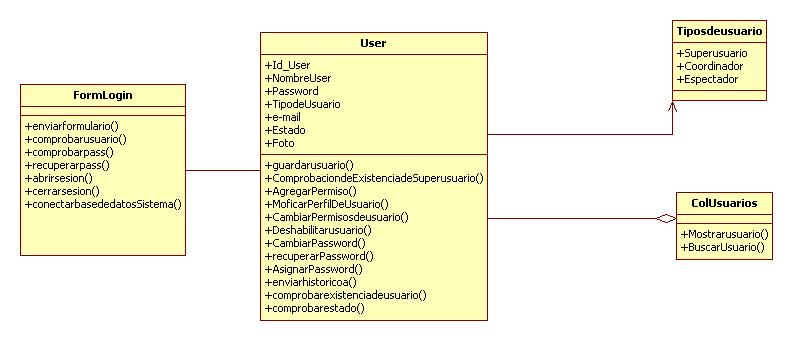 FormLogin
+enviarformulario()
+comprobarusuario()
+comprobarpass()
+recuperarpass()
+abrirsesion()
+cerrarsesion()
+conectarbasededatosSistema()
User
+Id_User
+NombreUser
+Password
+TipodeUsuario
+e-mail
+Estado
+Foto
+guardarusuario()
+ComprobaciondeExistenciadeSuperusuario()
+AgregarPermiso()
+MoficarPerfilDeUsuario()
+CambiarPermisosdeusuario()
+Deshabilitarusuario()
+CambiarPassword()
+recuperarPassword()
+AsignarPassword()
+enviarhistoricoa()
+comprobarexistenciadeusuario()
+comprobarestado()
Tiposdeusuario
+Superusuario
+Coordinador
+Espectador
ColUsuarios
+Mostrarusuario()
+BuscarUsuario()